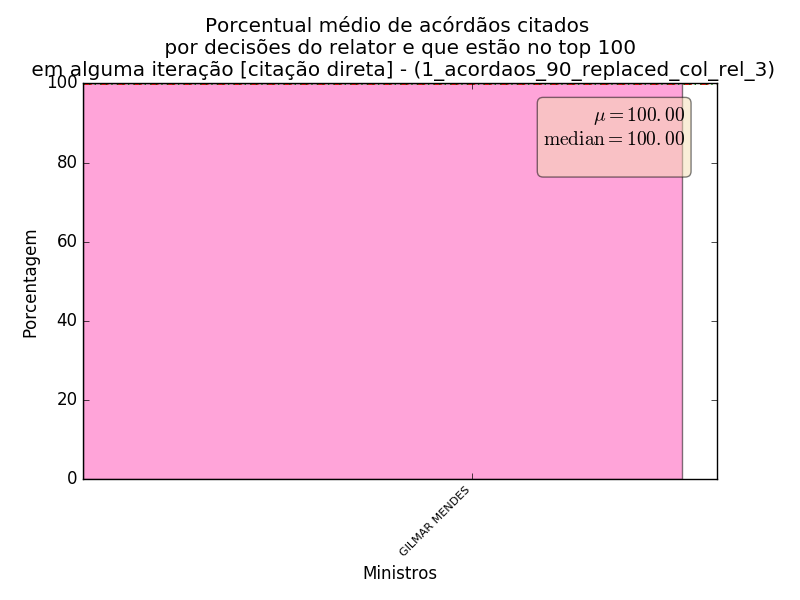 Porcentual médio de acórdãos citados
por decisões do relator e que estão no top 100
em alguma iteração [citação direta] - (1_acordaos_90_replaced_col_rel_3)
100
80
60
40
20
0
Porcentagem
μ = 100.00
median = 100.00
GILMAR MENDES
Ministros